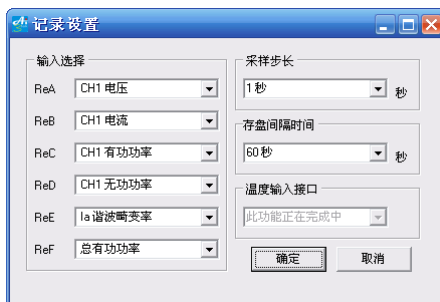 记录设置
输入选择
ReA CH1 电压
ReB CH1 电流
ReC CH1 有功功率
ReD CH1 无功功率
ReE Ia 谐波畸变率
ReF 总有功功率
采样步长
1 秒 秒
存盘间隔时间
60 秒 秒
温度输入接口
此功能正在完成中
确定 取消